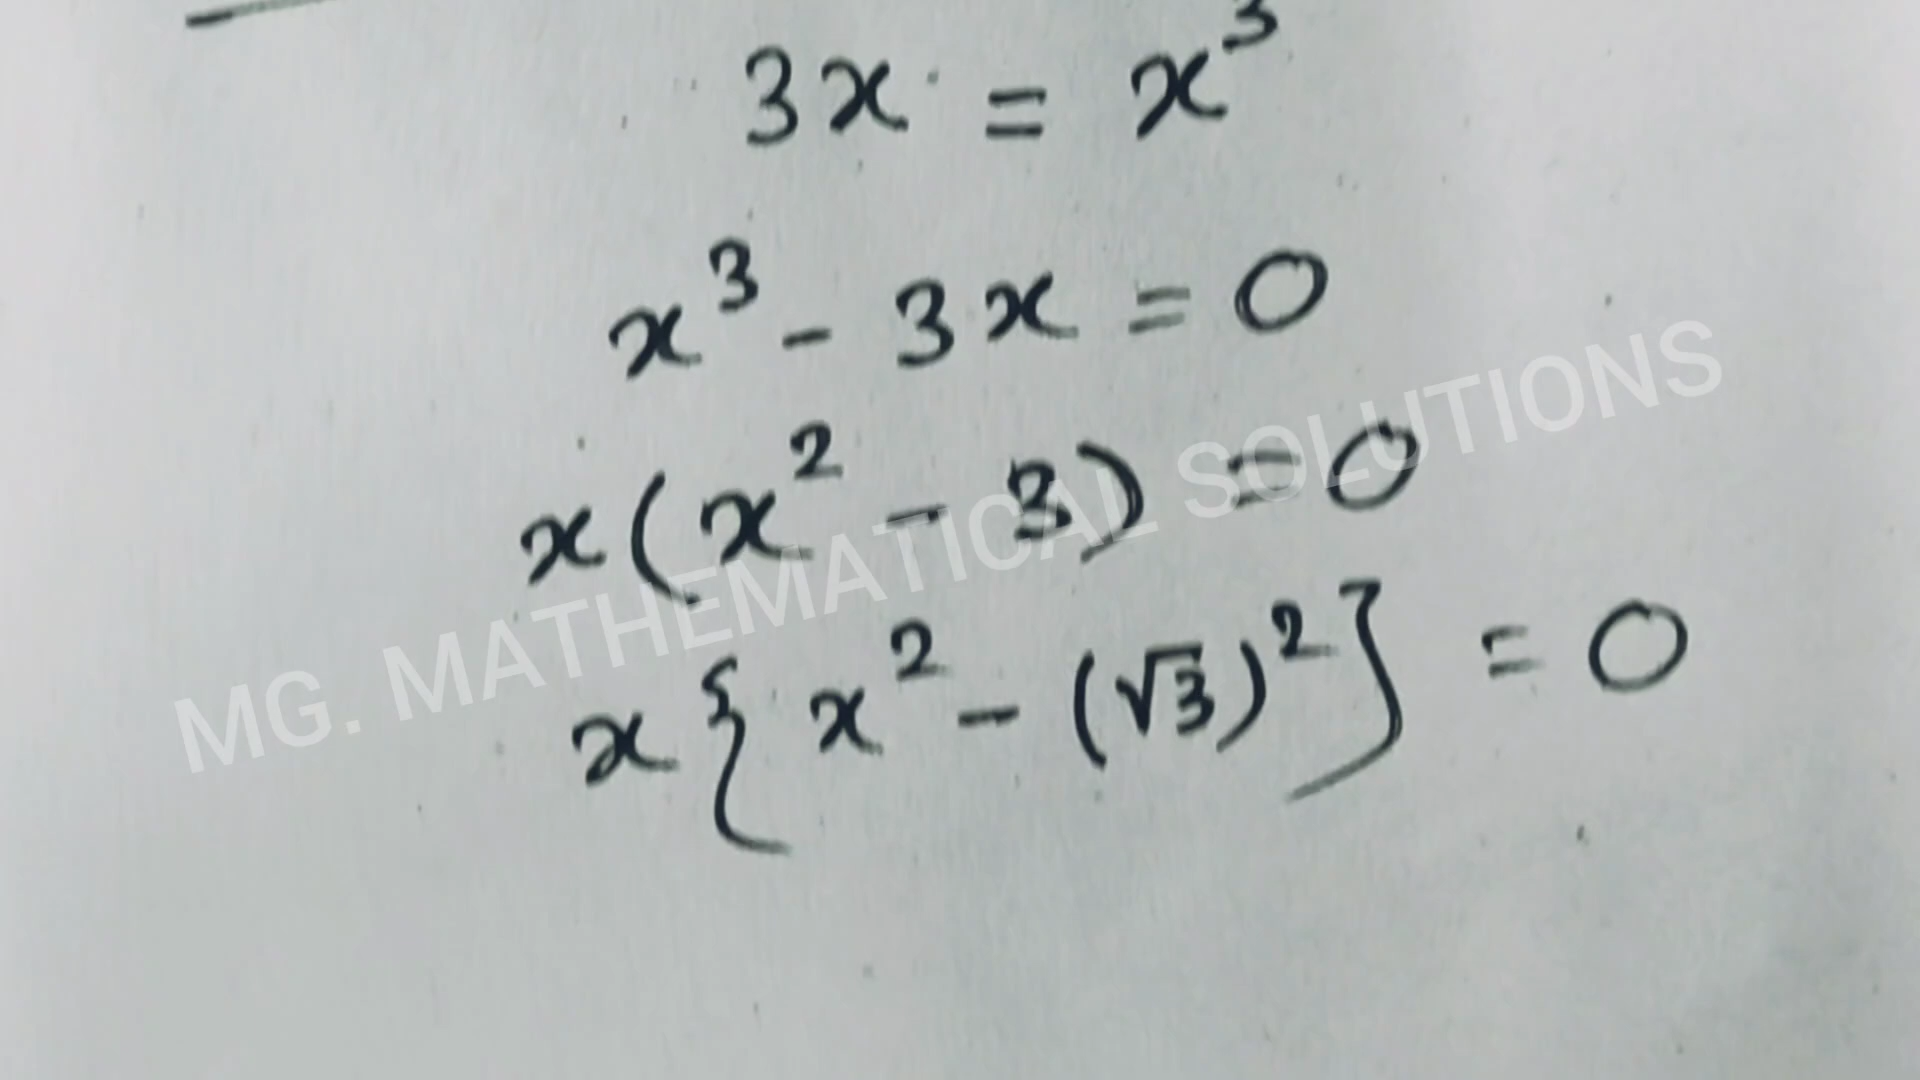 3x = x³
x³ - 3x = 0
x(x² - 3) = 0
x{x² - (√3)²} = 0
MG. MATHEMATICAL SOLUTIONS